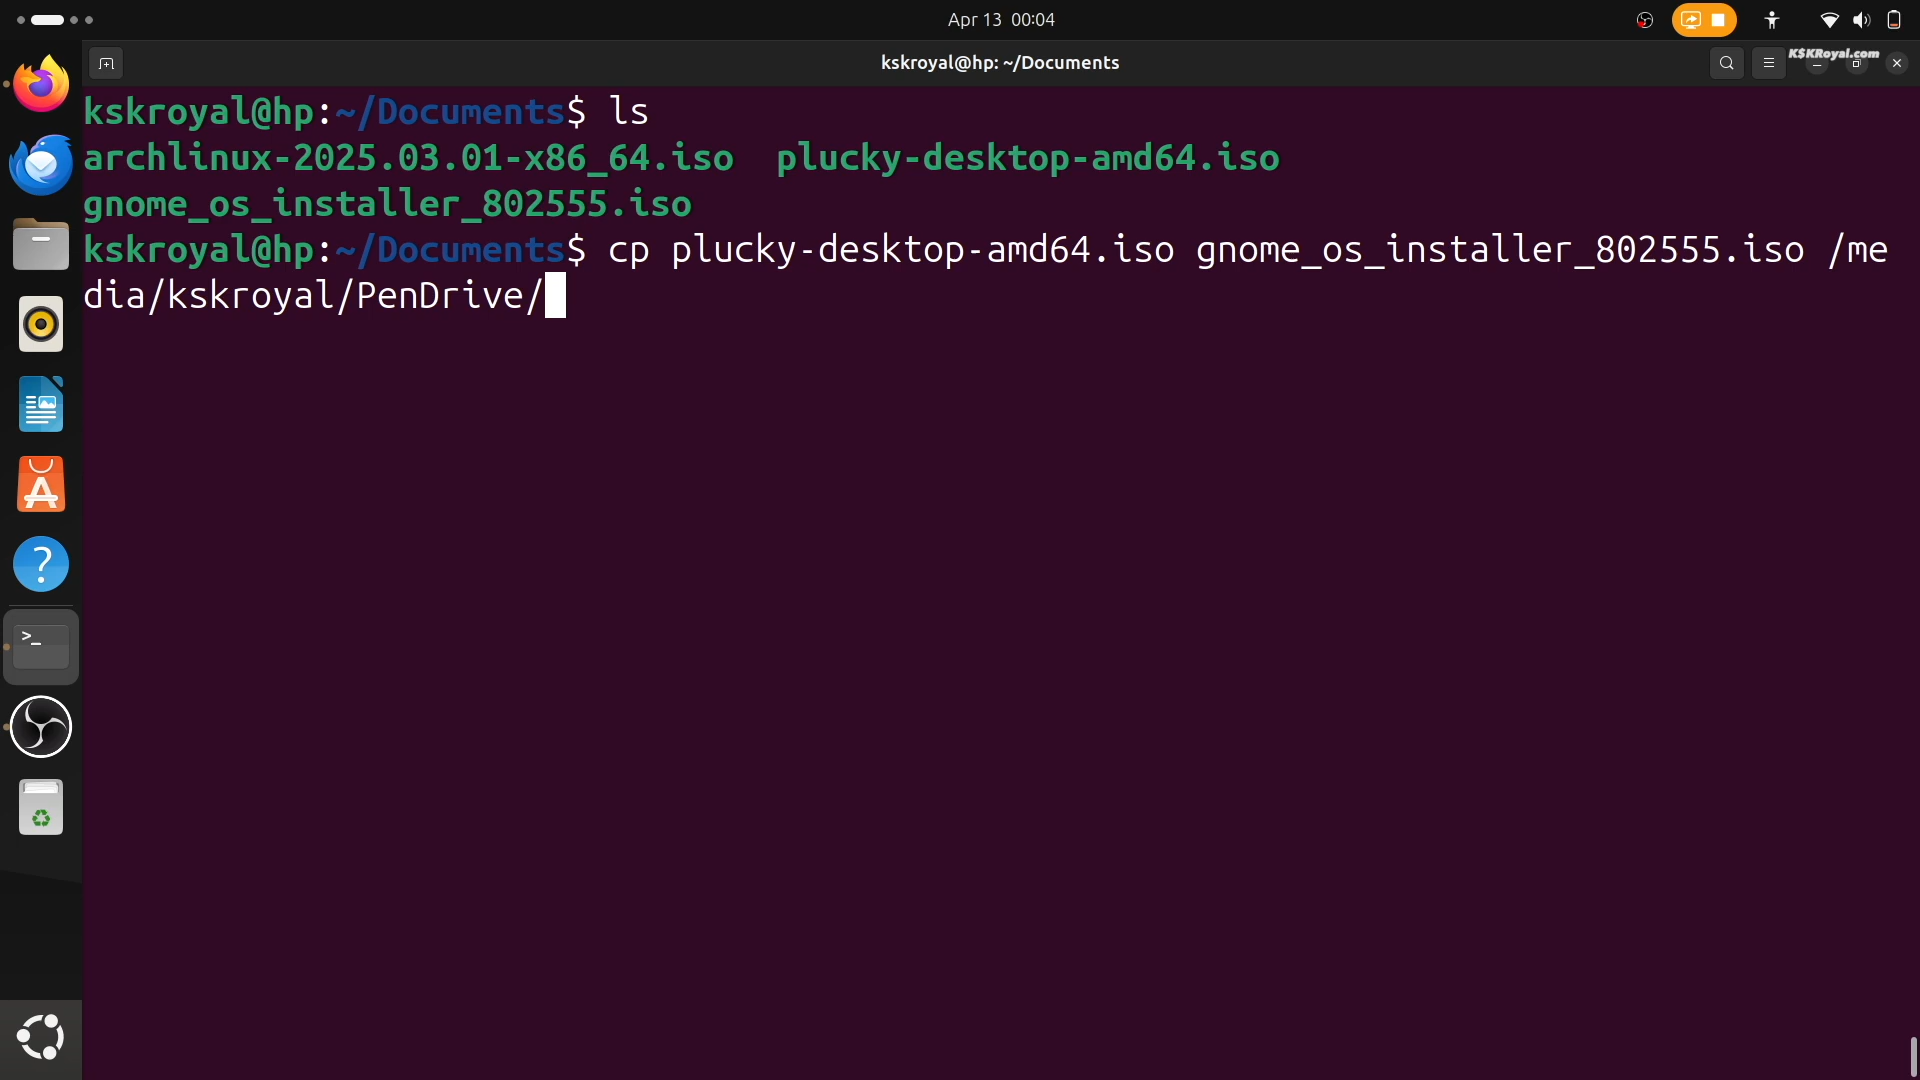 Apr 13 00:04
kskroyal@hp: ~/Documents
K$KRoyal.com
kskroyal@hp:~/Documents$ ls
archlinux-2025.03.01-x86_64.iso plucky-desktop-amd64.iso
gnome_os_installer_802555.iso
kskroyal@hp:~/Documents$ cp plucky-desktop-amd64.iso gnome_os_installer_802555.iso /me
dia/kskroyal/PenDrive/